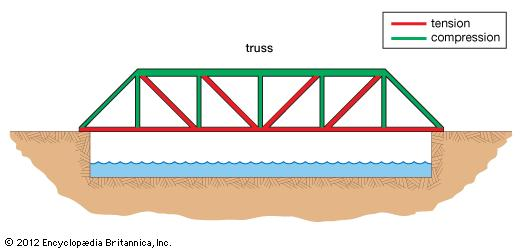 tension
compression
truss
© 2012 Encyclopædia Britannica, Inc.